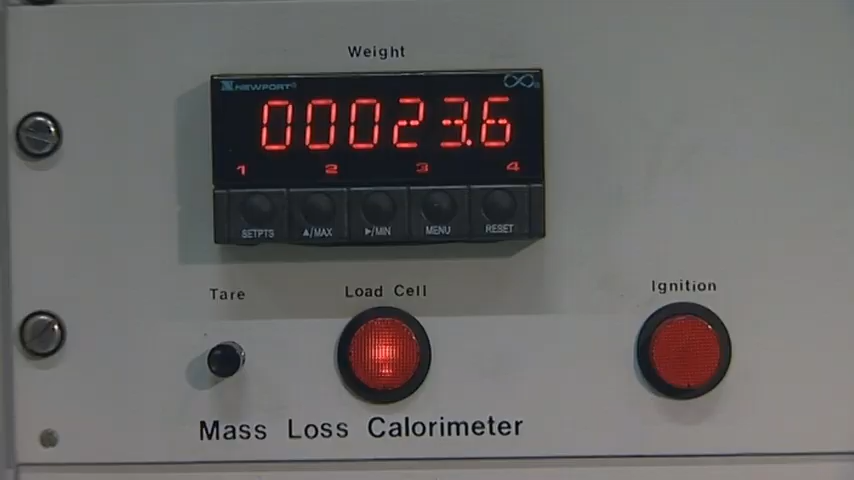 Weight
NEWPORT®
000023.6
1 2 3 4
SETPTS ▲/MAX ▶/MIN MENU RESET
Tare Load Cell Ignition
Mass Loss Calorimeter